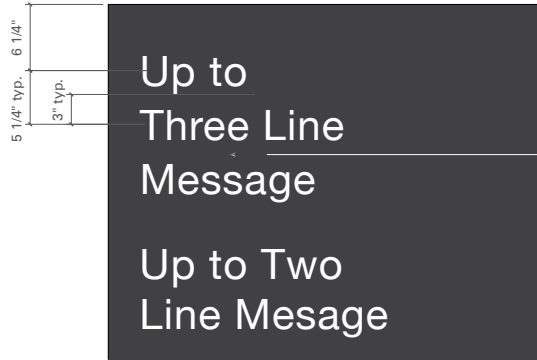 6 1/4"
5 1/4" typ.
3" typ.
Up to
Three Line
Message
A
Up to Two
Line Mesage